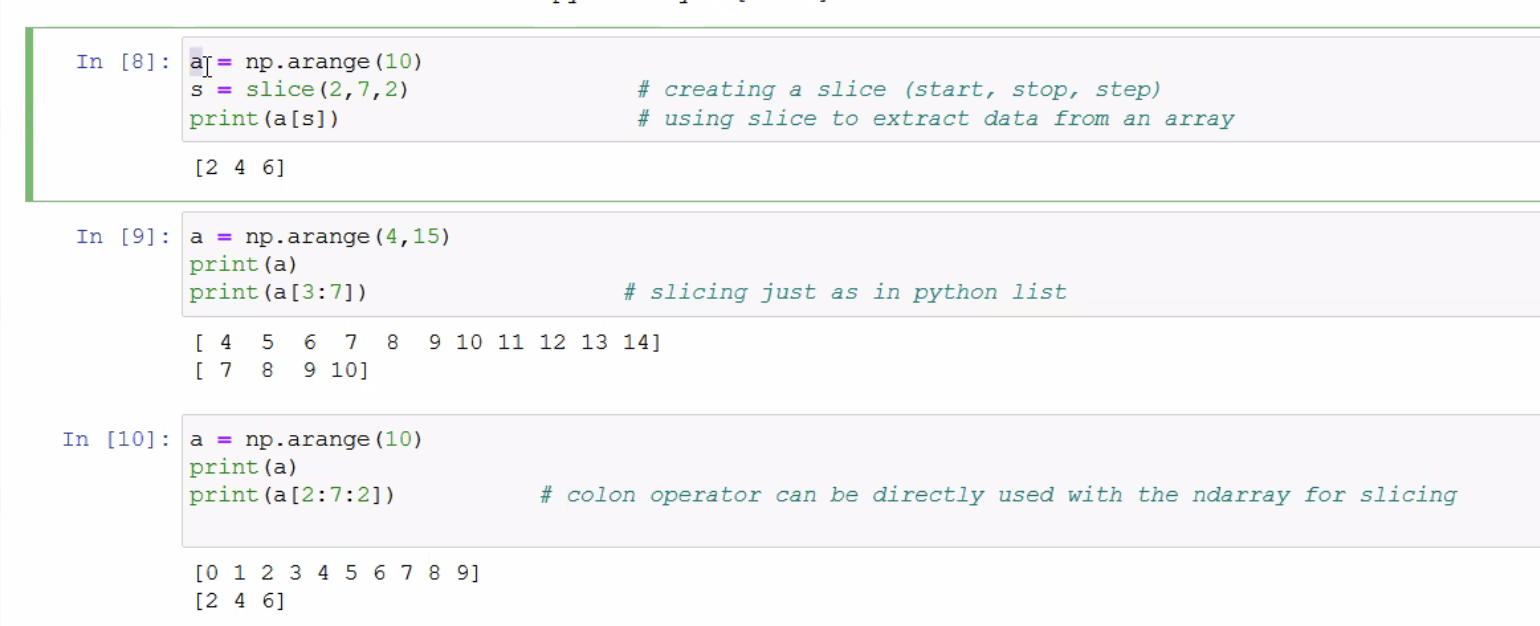 In [8]: a = np.arange(10)
s = slice(2,7,2) # creating a slice (start, stop, step)
print(a[s]) # using slice to extract data from an array
[2 4 6]
In [9]: a = np.arange(4,15)
print(a)
print(a[3:7]) # slicing just as in python list
[ 4  5  6  7  8  9 10 11 12 13 14]
[ 7  8  9 10]
In [10]: a = np.arange(10)
print(a)
print(a[2:7:2]) # colon operator can be directly used with the ndarray for slicing
[0 1 2 3 4 5 6 7 8 9]
[2 4 6]